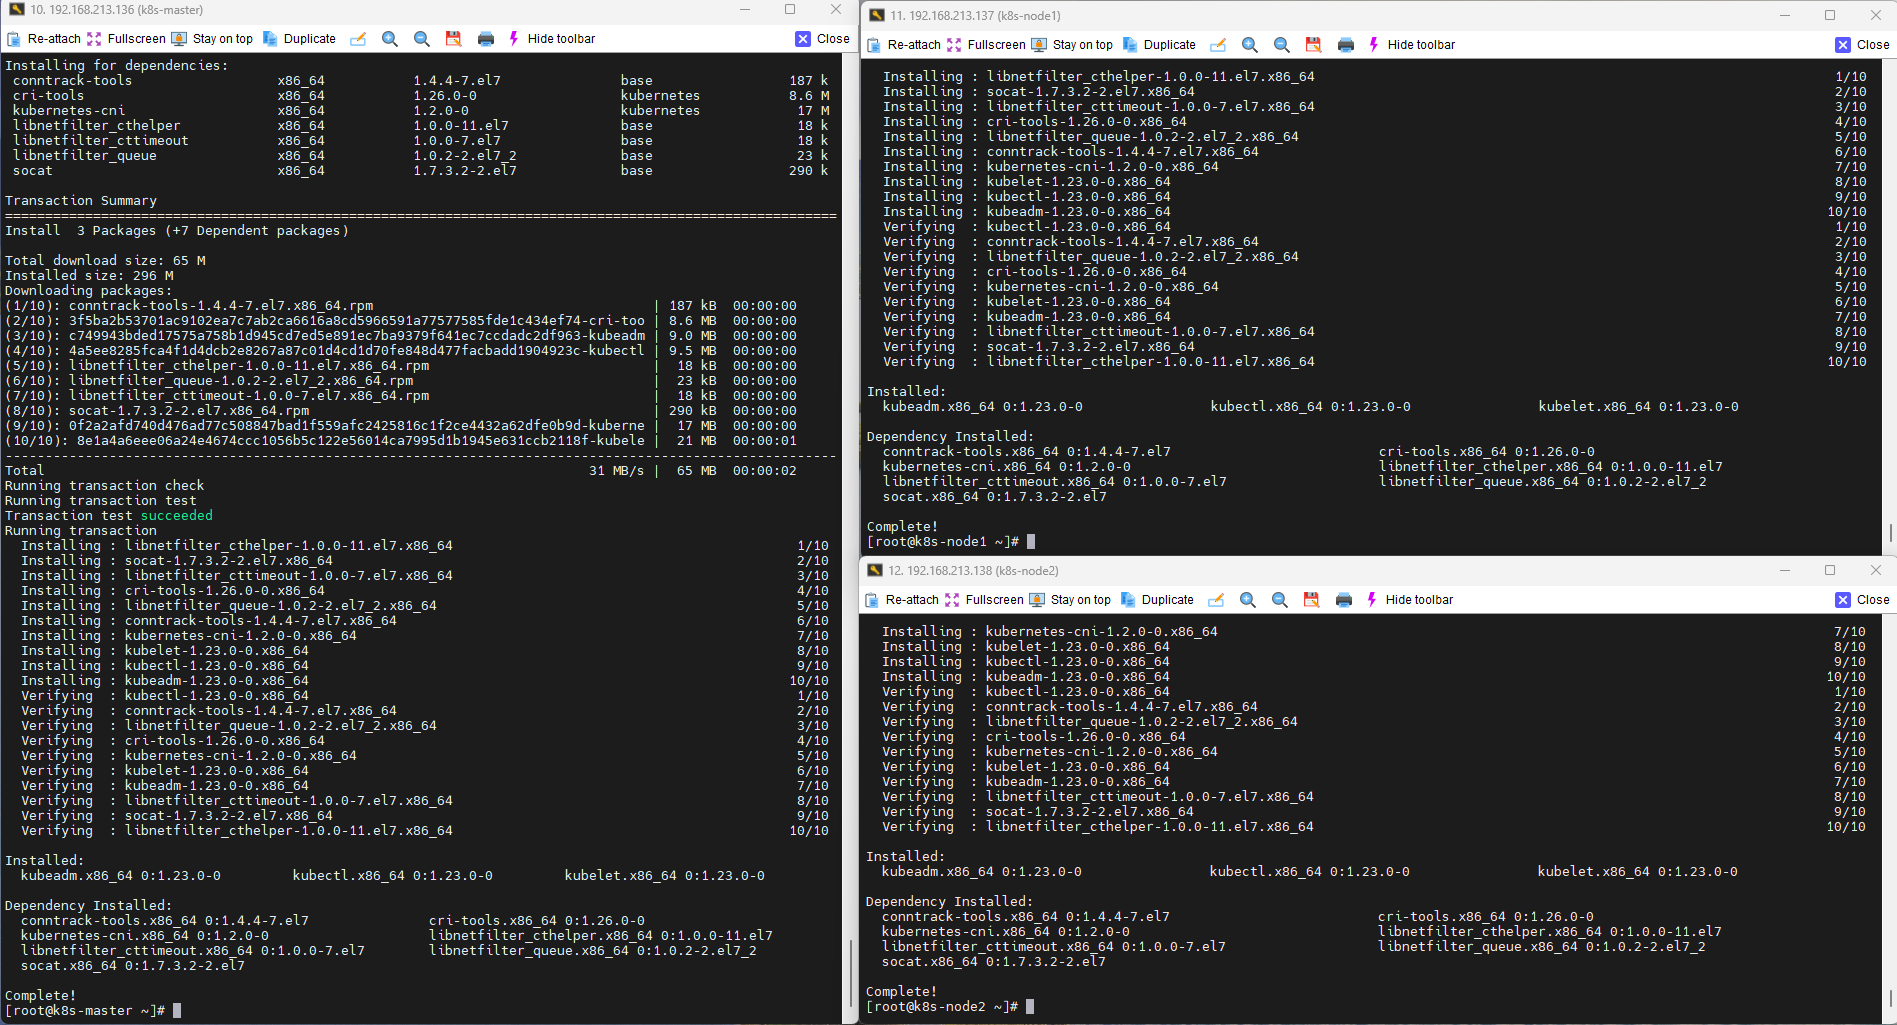 10. 192.168.213.136 (k8s-master)
Re-attach Fullscreen Stay on top Duplicate Hide toolbar Close
Installing for dependencies:
conntrack-tools x86_64 1.4.4-7.el7 base 187 k
cri-tools x86_64 1.26.0-0 kubernetes 8.6 M
kubernetes-cni x86_64 1.2.0-0 kubernetes 17 M
libnetfilter_cthelper x86_64 1.0.0-11.el7 base 18 k
libnetfilter_cttimeout x86_64 1.0.0-7.el7 base 18 k
libnetfilter_queue x86_64 1.0.2-2.el7_2 base 23 k
socat x86_64 1.7.3.2-2.el7 base 290 k
Transaction Summary
================================================================================
Install 3 Packages (+7 Dependent packages)
Total download size: 65 M
Installed size: 296 M
Downloading packages:
(1/10): conntrack-tools-1.4.4-7.el7.x86_64.rpm | 187 kB 00:00:00
(2/10): 3f5ba2b53701ac9102ea7c7ab2ca6616a8cd5966591a77577585fde1c434ef74-cri-too | 8.6 MB 00:00:00
(3/10): c749943bded17575a758b1d945cd7ed5e891ec7ba9379f641ec7ccdadc2df963-kubeadm | 9.0 MB 00:00:00
(4/10): 4a5ee8285fca4f1d4dcb2e8267a87c01d4cd1d70fe848d477facbadd1904923c-kubectl | 9.5 MB 00:00:00
(5/10): libnetfilter_cthelper-1.0.0-11.el7.x86_64.rpm | 18 kB 00:00:00
(6/10): libnetfilter_queue-1.0.2-2.el7_2.x86_64.rpm | 23 kB 00:00:00
(7/10): libnetfilter_cttimeout-1.0.0-7.el7.x86_64.rpm | 18 kB 00:00:00
(8/10): socat-1.7.3.2-2.el7.x86_64.rpm | 290 kB 00:00:00
(9/10): 0f2a2afd740d476ad77c508847bad1f559afc2425816c1f2ce4432a62dfe0b9d-kuberne | 17 MB 00:00:00
(10/10): 8e1a4a6eee06a24e4674ccc1056b5c122e56014ca7995d1b1945e631ccb2118f-kubele | 21 MB 00:00:01
--------------------------------------------------------------------------------
Total 31 MB/s | 65 MB 00:00:02
Running transaction check
Running transaction test
Transaction test succeeded
Running transaction
Installing : libnetfilter_cthelper-1.0.0-11.el7.x86_64 1/10
Installing : socat-1.7.3.2-2.el7.x86_64 2/10
Installing : libnetfilter_cttimeout-1.0.0-7.el7.x86_64 3/10
Installing : cri-tools-1.26.0-0.x86_64 4/10
Installing : libnetfilter_queue-1.0.2-2.el7_2.x86_64 5/10
Installing : conntrack-tools-1.4.4-7.el7.x86_64 6/10
Installing : kubernetes-cni-1.2.0-0.x86_64 7/10
Installing : kubelet-1.23.0-0.x86_64 8/10
Installing : kubectl-1.23.0-0.x86_64 9/10
Installing : kubeadm-1.23.0-0.x86_64 10/10
Verifying : kubectl-1.23.0-0.x86_64 1/10
Verifying : conntrack-tools-1.4.4-7.el7.x86_64 2/10
Verifying : libnetfilter_queue-1.0.2-2.el7_2.x86_64 3/10
Verifying : cri-tools-1.26.0-0.x86_64 4/10
Verifying : kubernetes-cni-1.2.0-0.x86_64 5/10
Verifying : kubelet-1.23.0-0.x86_64 6/10
Verifying : kubeadm-1.23.0-0.x86_64 7/10
Verifying : libnetfilter_cttimeout-1.0.0-7.el7.x86_64 8/10
Verifying : socat-1.7.3.2-2.el7.x86_64 9/10
Verifying : libnetfilter_cthelper-1.0.0-11.el7.x86_64 10/10
Installed:
kubeadm.x86_64 0:1.23.0-0 kubectl.x86_64 0:1.23.0-0 kubelet.x86_64 0:1.23.0-0
Dependency Installed:
conntrack-tools.x86_64 0:1.4.4-7.el7 cri-tools.x86_64 0:1.26.0-0
kubernetes-cni.x86_64 0:1.2.0-0 libnetfilter_cthelper.x86_64 0:1.0.0-11.el7
libnetfilter_cttimeout.x86_64 0:1.0.0-7.el7 libnetfilter_queue.x86_64 0:1.0.2-2.el7_2
socat.x86_64 0:1.7.3.2-2.el7
Complete!
[root@k8s-master ~]#
11. 192.168.213.137 (k8s-node1)
Re-attach Fullscreen Stay on top Duplicate Hide toolbar Close
Installing : libnetfilter_cthelper-1.0.0-11.el7.x86_64 1/10
Installing : socat-1.7.3.2-2.el7.x86_64 2/10
Installing : libnetfilter_cttimeout-1.0.0-7.el7.x86_64 3/10
Installing : cri-tools-1.26.0-0.x86_64 4/10
Installing : libnetfilter_queue-1.0.2-2.el7_2.x86_64 5/10
Installing : conntrack-tools-1.4.4-7.el7.x86_64 6/10
Installing : kubernetes-cni-1.2.0-0.x86_64 7/10
Installing : kubelet-1.23.0-0.x86_64 8/10
Installing : kubectl-1.23.0-0.x86_64 9/10
Installing : kubeadm-1.23.0-0.x86_64 10/10
Verifying : kubectl-1.23.0-0.x86_64 1/10
Verifying : conntrack-tools-1.4.4-7.el7.x86_64 2/10
Verifying : libnetfilter_queue-1.0.2-2.el7_2.x86_64 3/10
Verifying : cri-tools-1.26.0-0.x86_64 4/10
Verifying : kubernetes-cni-1.2.0-0.x86_64 5/10
Verifying : kubelet-1.23.0-0.x86_64 6/10
Verifying : kubeadm-1.23.0-0.x86_64 7/10
Verifying : libnetfilter_cttimeout-1.0.0-7.el7.x86_64 8/10
Verifying : socat-1.7.3.2-2.el7.x86_64 9/10
Verifying : libnetfilter_cthelper-1.0.0-11.el7.x86_64 10/10
Installed:
kubeadm.x86_64 0:1.23.0-0 kubectl.x86_64 0:1.23.0-0 kubelet.x86_64 0:1.23.0-0
Dependency Installed:
conntrack-tools.x86_64 0:1.4.4-7.el7 cri-tools.x86_64 0:1.26.0-0
kubernetes-cni.x86_64 0:1.2.0-0 libnetfilter_cthelper.x86_64 0:1.0.0-11.el7
libnetfilter_cttimeout.x86_64 0:1.0.0-7.el7 libnetfilter_queue.x86_64 0:1.0.2-2.el7_2
socat.x86_64 0:1.7.3.2-2.el7
Complete!
[root@k8s-node1 ~]#
12. 192.168.213.138 (k8s-node2)
Re-attach Fullscreen Stay on top Duplicate Hide toolbar Close
Installing : kubernetes-cni-1.2.0-0.x86_64 7/10
Installing : kubelet-1.23.0-0.x86_64 8/10
Installing : kubectl-1.23.0-0.x86_64 9/10
Installing : kubeadm-1.23.0-0.x86_64 10/10
Verifying : kubectl-1.23.0-0.x86_64 1/10
Verifying : conntrack-tools-1.4.4-7.el7.x86_64 2/10
Verifying : libnetfilter_queue-1.0.2-2.el7_2.x86_64 3/10
Verifying : cri-tools-1.26.0-0.x86_64 4/10
Verifying : kubernetes-cni-1.2.0-0.x86_64 5/10
Verifying : kubelet-1.23.0-0.x86_64 6/10
Verifying : kubeadm-1.23.0-0.x86_64 7/10
Verifying : libnetfilter_cttimeout-1.0.0-7.el7.x86_64 8/10
Verifying : socat-1.7.3.2-2.el7.x86_64 9/10
Verifying : libnetfilter_cthelper-1.0.0-11.el7.x86_64 10/10
Installed:
kubeadm.x86_64 0:1.23.0-0 kubectl.x86_64 0:1.23.0-0 kubelet.x86_64 0:1.23.0-0
Dependency Installed:
conntrack-tools.x86_64 0:1.4.4-7.el7 cri-tools.x86_64 0:1.26.0-0
kubernetes-cni.x86_64 0:1.2.0-0 libnetfilter_cthelper.x86_64 0:1.0.0-11.el7
libnetfilter_cttimeout.x86_64 0:1.0.0-7.el7 libnetfilter_queue.x86_64 0:1.0.2-2.el7_2
socat.x86_64 0:1.7.3.2-2.el7
Complete!
[root@k8s-node2 ~]#